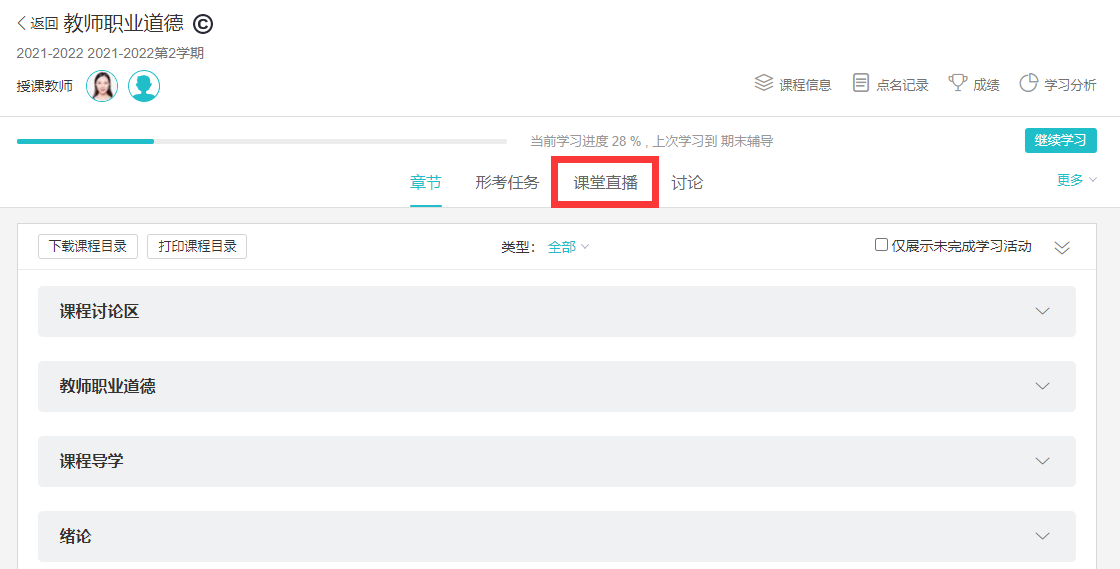 返回 教师职业道德 ©
2021-2022 2021-2022第2学期
授课教师
课程信息 点名记录 成绩 学习分析
当前学习进度 28 % , 上次学习到 期末辅导 继续学习
章节 形考任务 课堂直播 讨论 更多
下载课程目录 打印课程目录 类型： 全部 仅展示未完成学习活动
课程讨论区
教师职业道德
课程导学
绪论